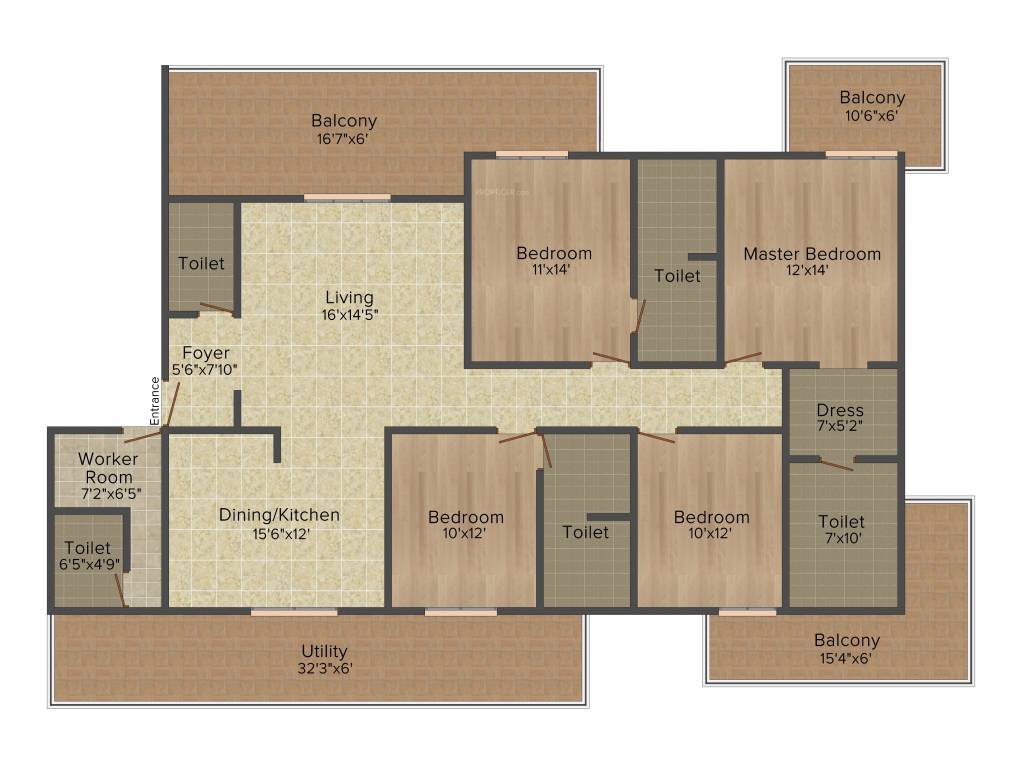 Balcony
16'7"x6'
Balcony
10'6"x6'
PROPTIGER.com
Toilet
Living
16'x14'5"
Bedroom
11'x14'
Toilet
Master Bedroom
12'x14'
Foyer
5'6"x7'10"
Entrance
Dress
7'x5'2"
Worker
Room
7'2"x6'5"
Toilet
6'5"x4'9"
Dining/Kitchen
15'6"x12'
Bedroom
10'x12'
Toilet
Bedroom
10'x12'
Toilet
7'x10'
Utility
32'3"x6'
Balcony
15'4"x6'